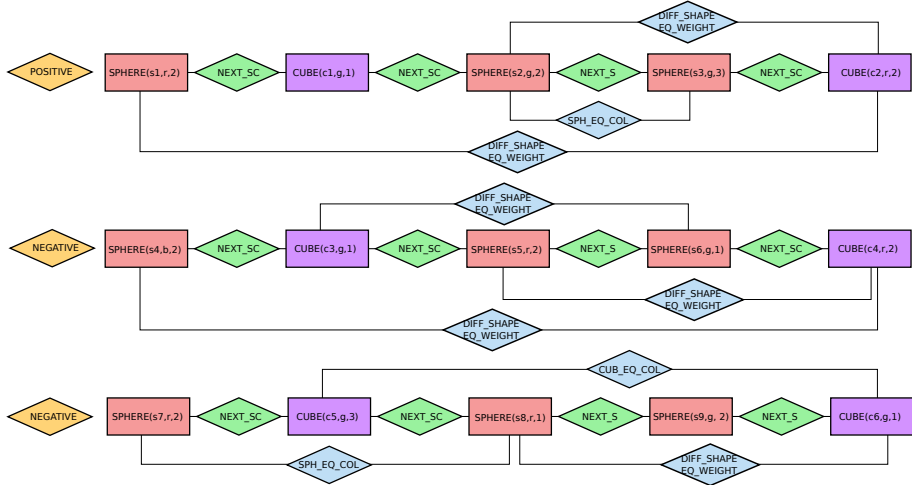 DIFF_SHAPE
EQ_WEIGHT
POSITIVE
SPHERE(s1,r,2)
NEXT_SC
CUBE(c1,g,1)
NEXT_SC
SPHERE(s2,g,2)
NEXT_S
SPHERE(s3,g,3)
NEXT_SC
CUBE(c2,r,2)
SPH_EQ_COL
DIFF_SHAPE
EQ_WEIGHT
DIFF_SHAPE
EQ_WEIGHT
NEGATIVE
SPHERE(s4,b,2)
NEXT_SC
CUBE(c3,g,1)
NEXT_SC
SPHERE(s5,r,2)
NEXT_S
SPHERE(s6,g,1)
NEXT_SC
CUBE(c4,r,2)
DIFF_SHAPE
EQ_WEIGHT
DIFF_SHAPE
EQ_WEIGHT
CUB_EQ_COL
NEGATIVE
SPHERE(s7,r,2)
NEXT_SC
CUBE(c5,g,3)
NEXT_SC
SPHERE(s8,r,1)
NEXT_S
SPHERE(s9,g, 2)
NEXT_S
CUBE(c6,g,1)
SPH_EQ_COL
DIFF_SHAPE
EQ_WEIGHT